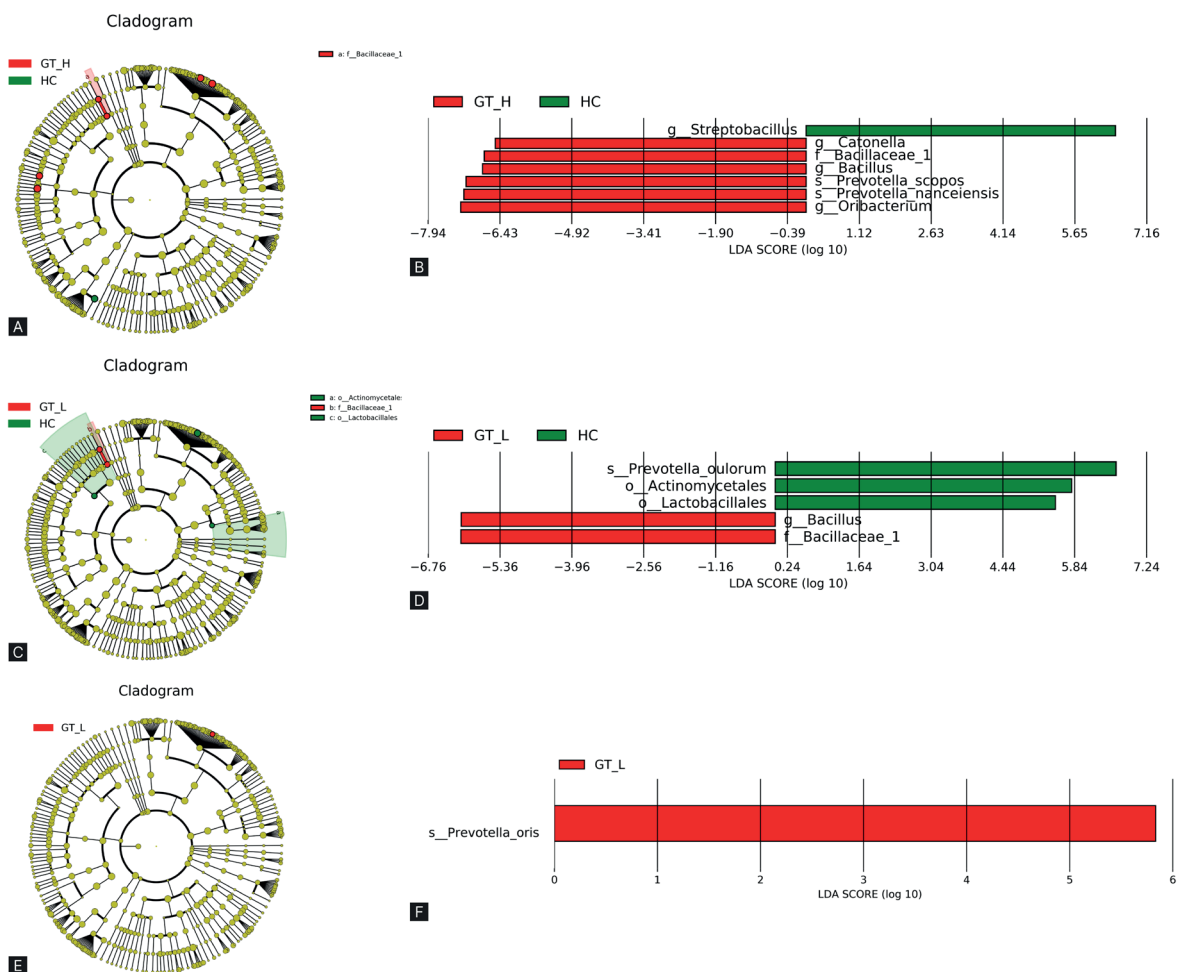 Cladogram
GT_H
HC
a: f__Bacillaceae_1
A
GT_H
HC
g__Streptobacillus
g__Catonella
f__Bacillaceae_1
g__Bacillus
s__Prevotella_scopos
s__Prevotella_nanceiensis
g__Oribacterium
−7.94 −6.43 −4.92 −3.41 −1.90 −0.39 1.12 2.63 4.14 5.65 7.16
LDA SCORE (log 10)
B
Cladogram
GT_L
HC
a: o__Actinomycetales
b: f__Bacillaceae_1
c: o__Lactobacillales
C
GT_L
HC
s__Prevotella_oulorum
o__Actinomycetales
o__Lactobacillales
g__Bacillus
f__Bacillaceae_1
−6.76 −5.36 −3.96 −2.56 −1.16 0.24 1.64 3.04 4.44 5.84 7.24
LDA SCORE (log 10)
D
Cladogram
GT_L
E
GT_L
s__Prevotella_oris
0 1 2 3 4 5 6
LDA SCORE (log 10)
F